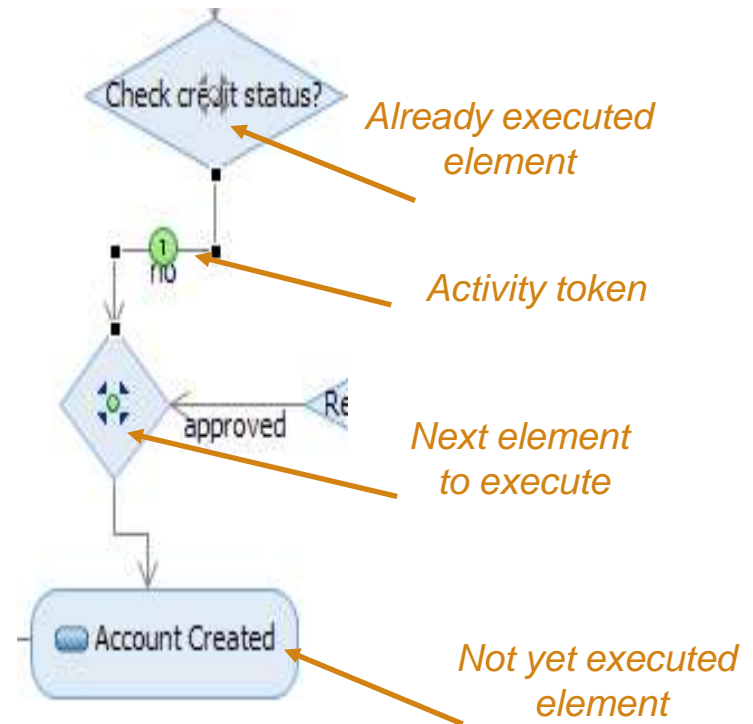 Check credit status?
Already executed
element
1
no
Activity token
Re
approved
Next element
to execute
Account Created
Not yet executed
element